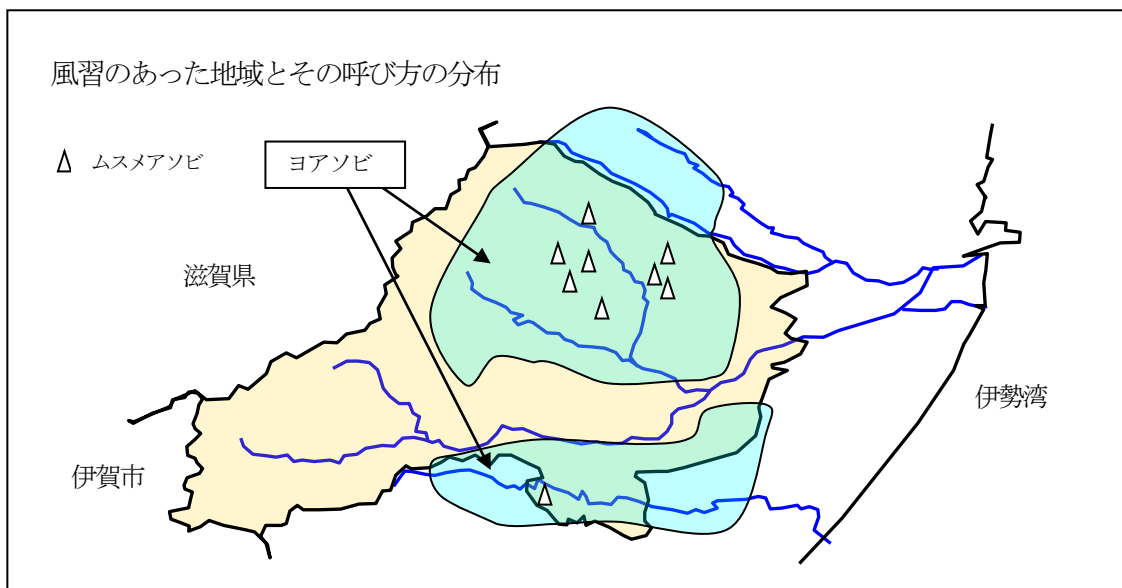 風習のあった地域とその呼び方の分布
ムスメアソビ
ヨアソビ
滋賀県
伊勢湾
伊賀市